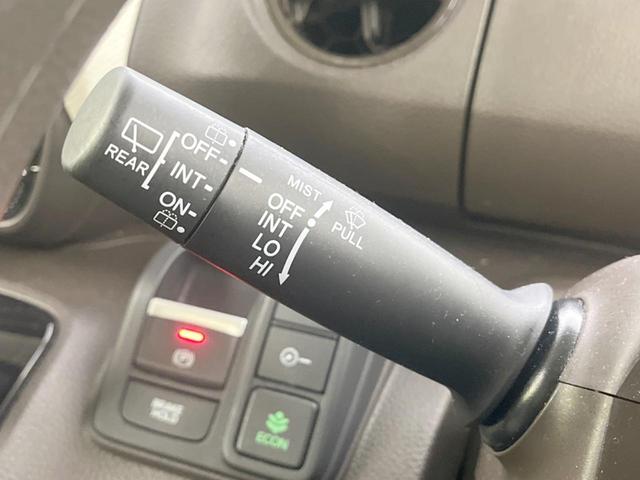 REAR
OFF
INT
ON
MIST
OFF
INT
LO
HI
PULL
BRAKE
HOLD
ECON